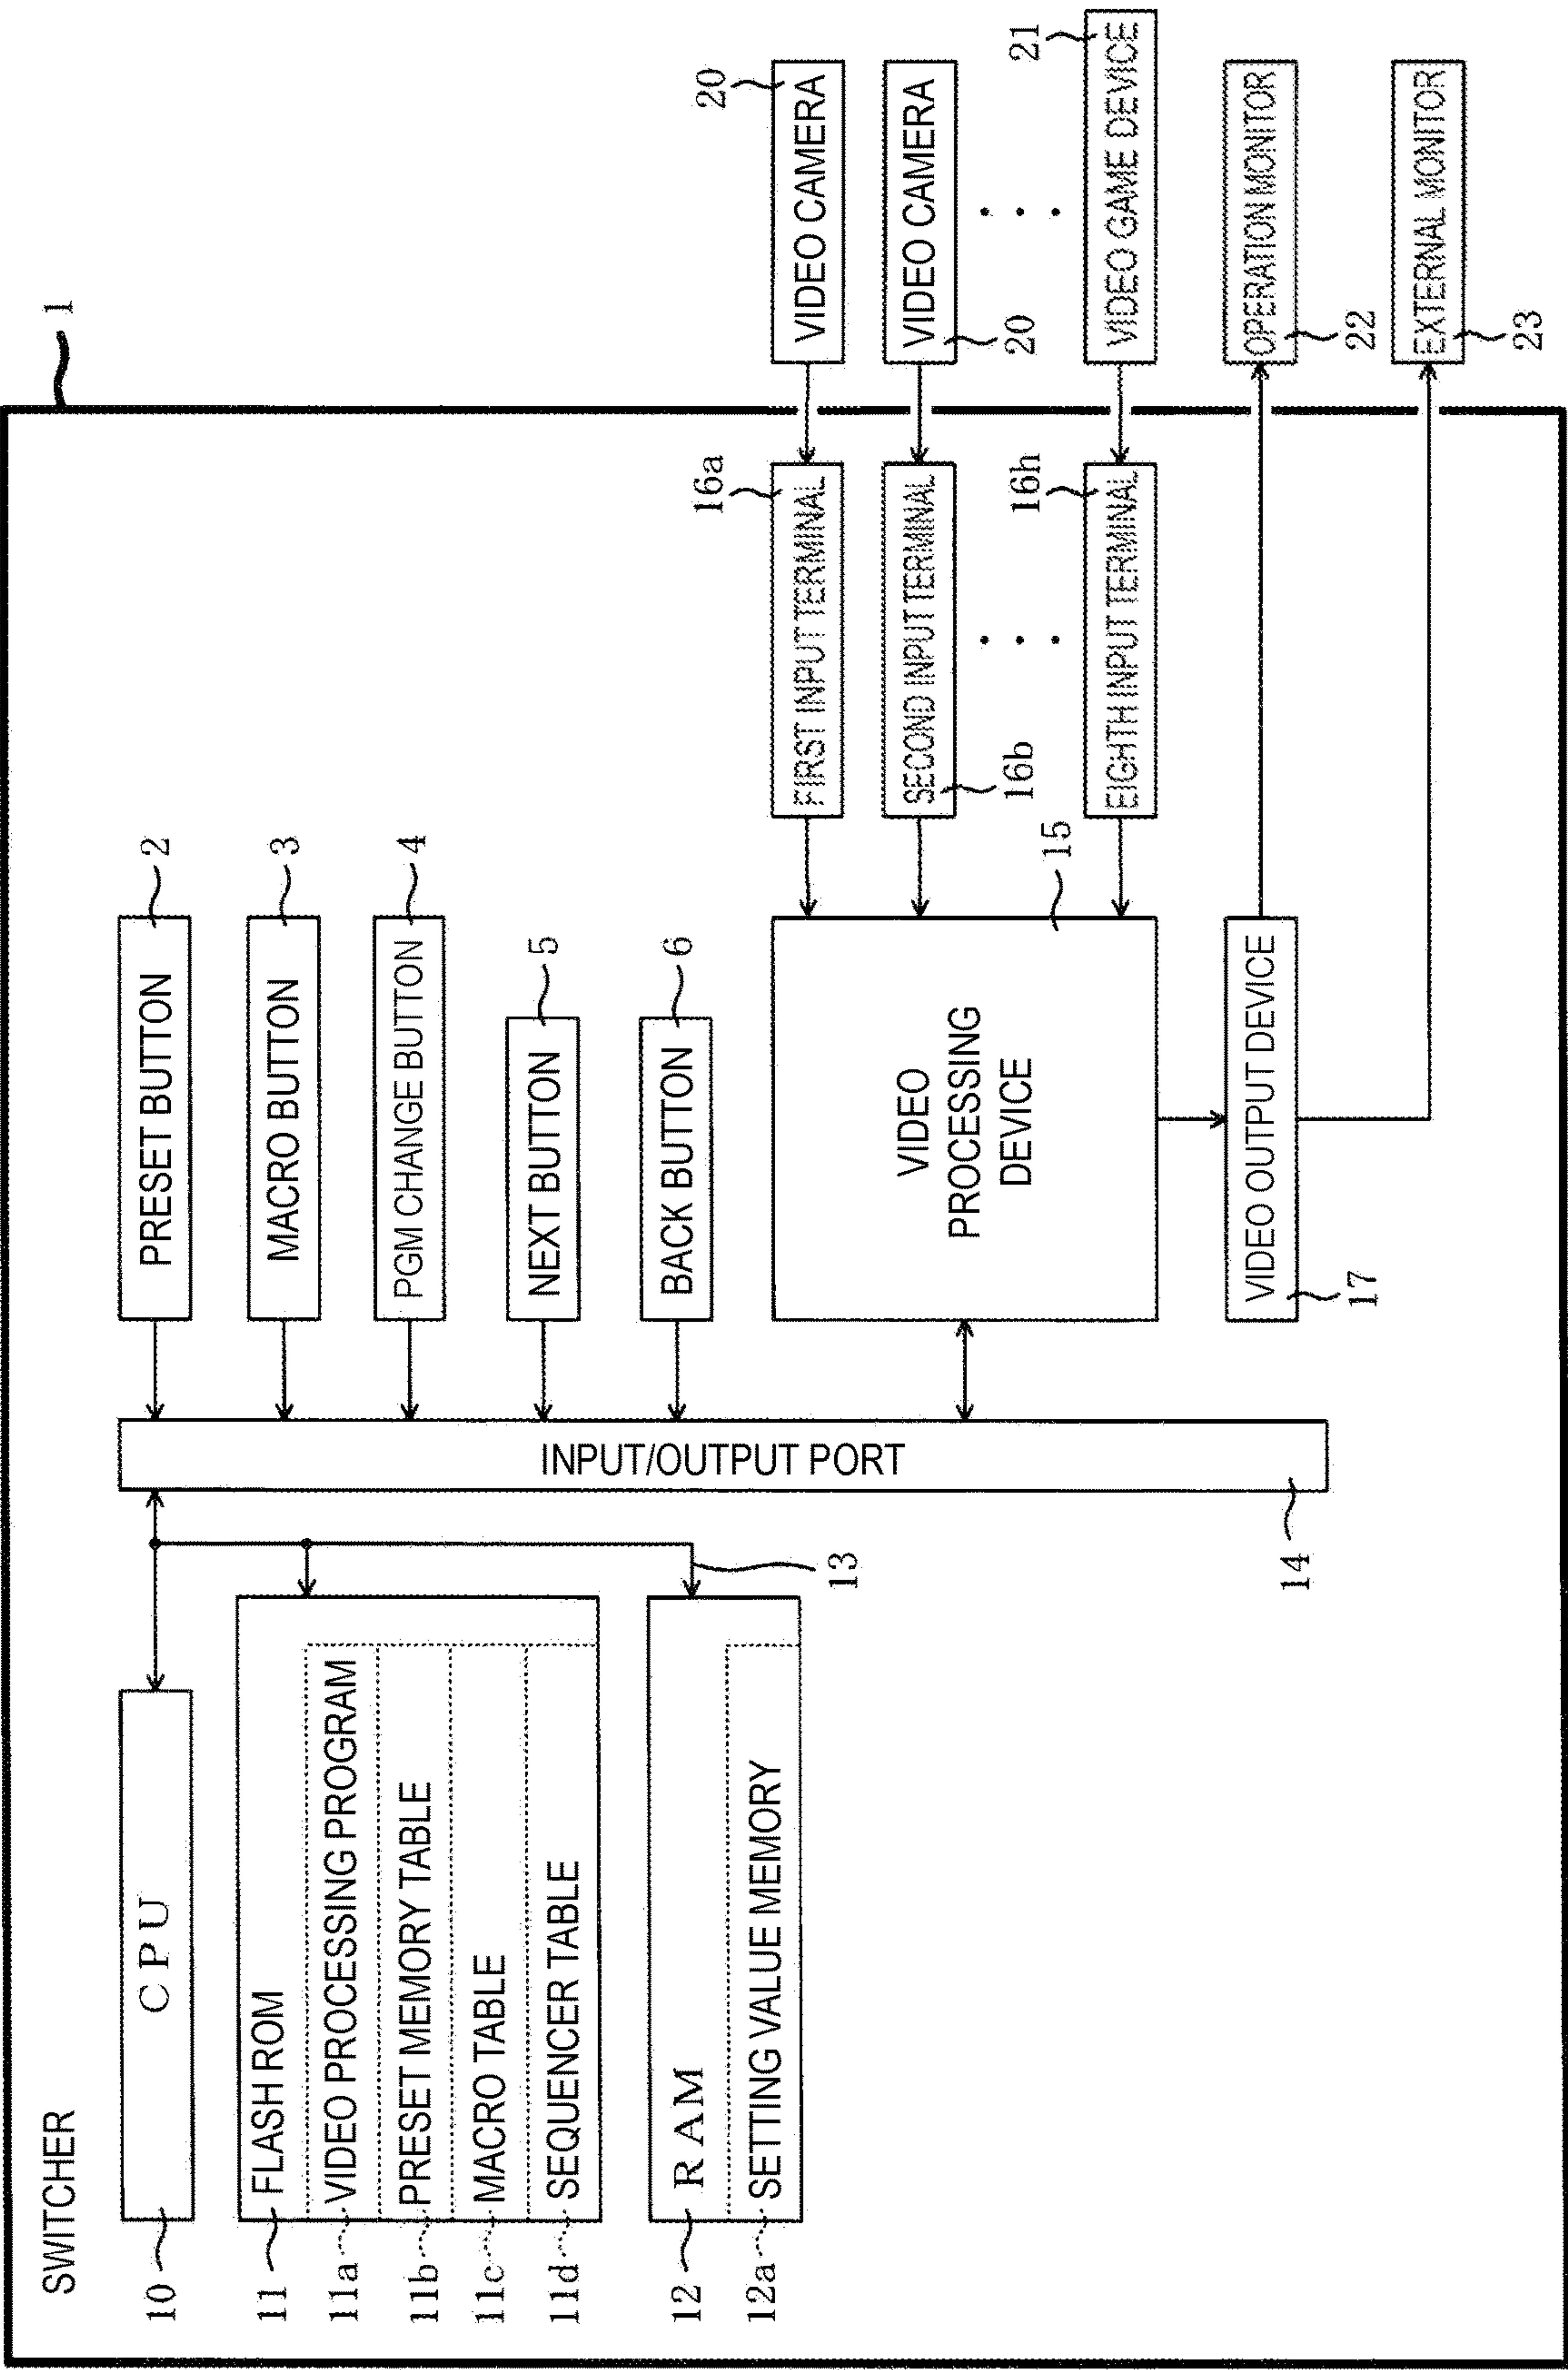 SWITCHER
1
10
CPU
11
FLASH ROM
11a
VIDEO PROCESSING PROGRAM
11b
PRESET MEMORY TABLE
11c
MACRO TABLE
11d
SEQUENCER TABLE
12
RAM
12a
SETTING VALUE MEMORY
13
INPUT/OUTPUT PORT
14
PRESET BUTTON
2
MACRO BUTTON
3
PGM CHANGE BUTTON
4
NEXT BUTTON
5
BACK BUTTON
6
VIDEO
PROCESSING
DEVICE
15
FIRST INPUT TERMINAL
16a
SECOND INPUT TERMINAL
16b
EIGHTH INPUT TERMINAL
16h
VIDEO OUTPUT DEVICE
17
VIDEO CAMERA
20
VIDEO CAMERA
20
VIDEO GAME DEVICE
21
OPERATION MONITOR
22
EXTERNAL MONITOR
23